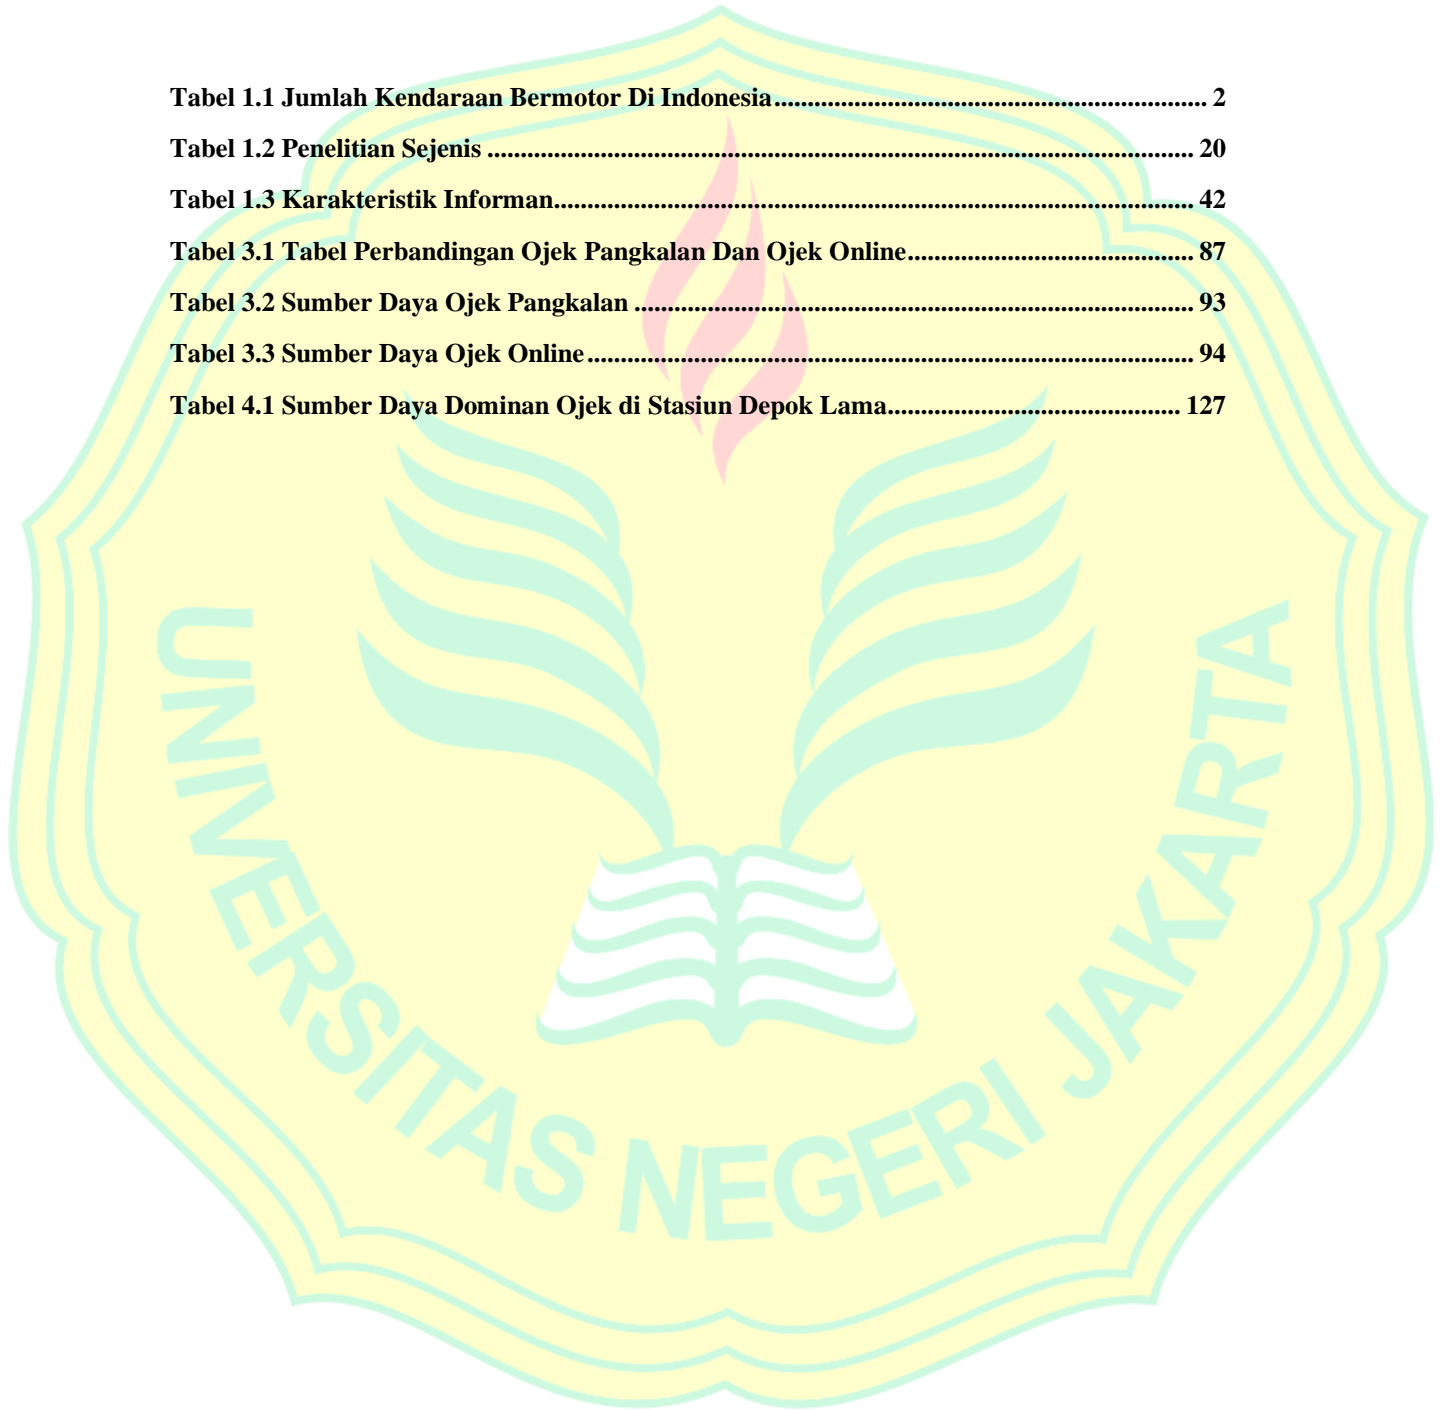 Tabel 1.1 Jumlah Kendaraan Bermotor Di Indonesia.................................................................. 2
Tabel 1.2 Penelitian Sejenis ........................................................................................................... 20
Tabel 1.3 Karakteristik Informan................................................................................................. 42
Tabel 3.1 Tabel Perbandingan Ojek Pangkalan Dan Ojek Online........................................... 87
Tabel 3.2 Sumber Daya Ojek Pangkalan ..................................................................................... 93
Tabel 3.3 Sumber Daya Ojek Online............................................................................................ 94
Tabel 4.1 Sumber Daya Dominan Ojek di Stasiun Depok Lama............................................ 127
UNIVERSITAS NEGERI JAKARTA